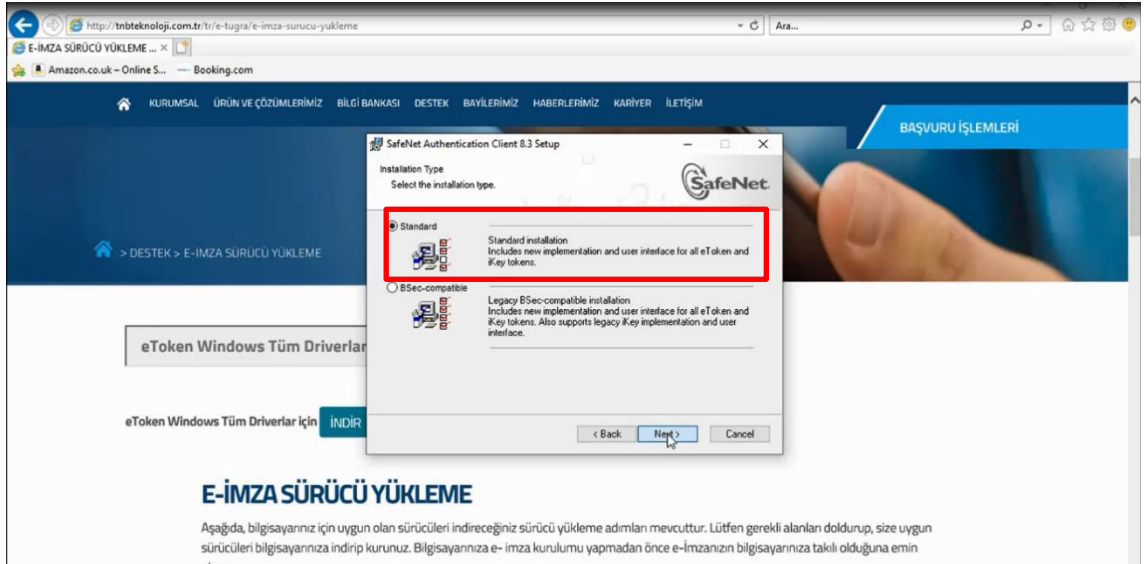 http://tnbteknoloji.com.tr/tr/e-tugra/e-imza-surucu-yukleme
Ara...
E-İMZA SÜRÜCÜ YÜKLEME ...
Amazon.co.uk – Online S...
Booking.com
KURUMSAL ÜRÜN VE ÇÖZÜMLERİMİZ BİLGİ BANKASI DESTEK BAYİLERİMİZ HABERLERİMİZ KARİYER İLETİŞİM
BAŞVURU İŞLEMLERİ
SafeNet Authentication Client 8.3 Setup
Installation Type
Select the installation type.
SafeNet.
Standard
Standard installation
Includes new implementation and user interface for all eToken and
iKey tokens.
> DESTEK > E-İMZA SÜRÜCÜ YÜKLEME
BSec-compatible
Legacy BSec-compatible installation
Includes new implementation and user interface for all eToken and
iKey tokens. Also supports legacy iKey implementation and user
interface.
eToken Windows Tüm Driverlar
eToken Windows Tüm Driverlar için İNDİR
< Back Next > Cancel
E-İMZA SÜRÜCÜ YÜKLEME
Aşağıda, bilgisayarınız için uygun olan sürücüleri indireceğiniz sürücü yükleme adımları mevcuttur. Lütfen gerekli alanları doldurup, size uygun
sürücüleri bilgisayarınıza indirip kurunuz. Bilgisayarınıza e- imza kurulumu yapmadan önce e-İmzanızın bilgisayarınıza takılı olduğuna emin